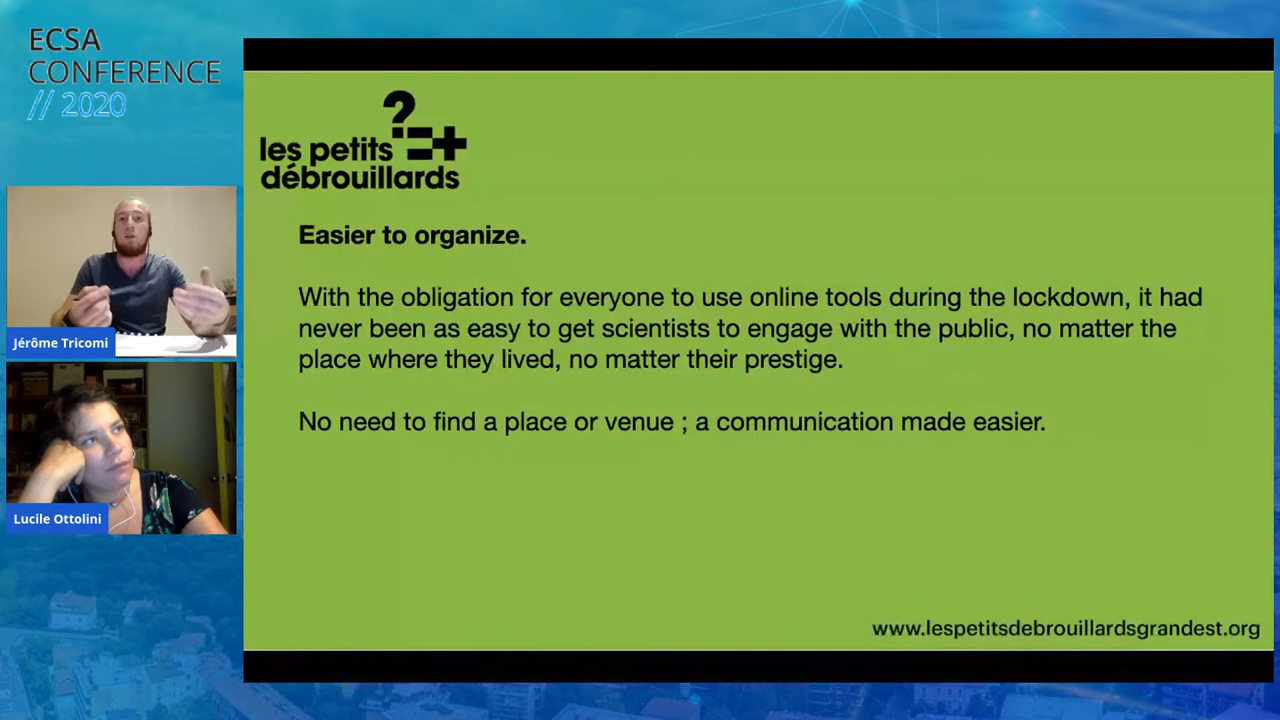 ECSA
CONFERENCE
// 2020
Jérôme Tricomi
Lucile Ottolini
les petits
débrouillards
?=+
Easier to organize.
With the obligation for everyone to use online tools during the lockdown, it had
never been as easy to get scientists to engage with the public, no matter the
place where they lived, no matter their prestige.
No need to find a place or venue ; a communication made easier.
www.lespetitsdebrouillardsgrandest.org